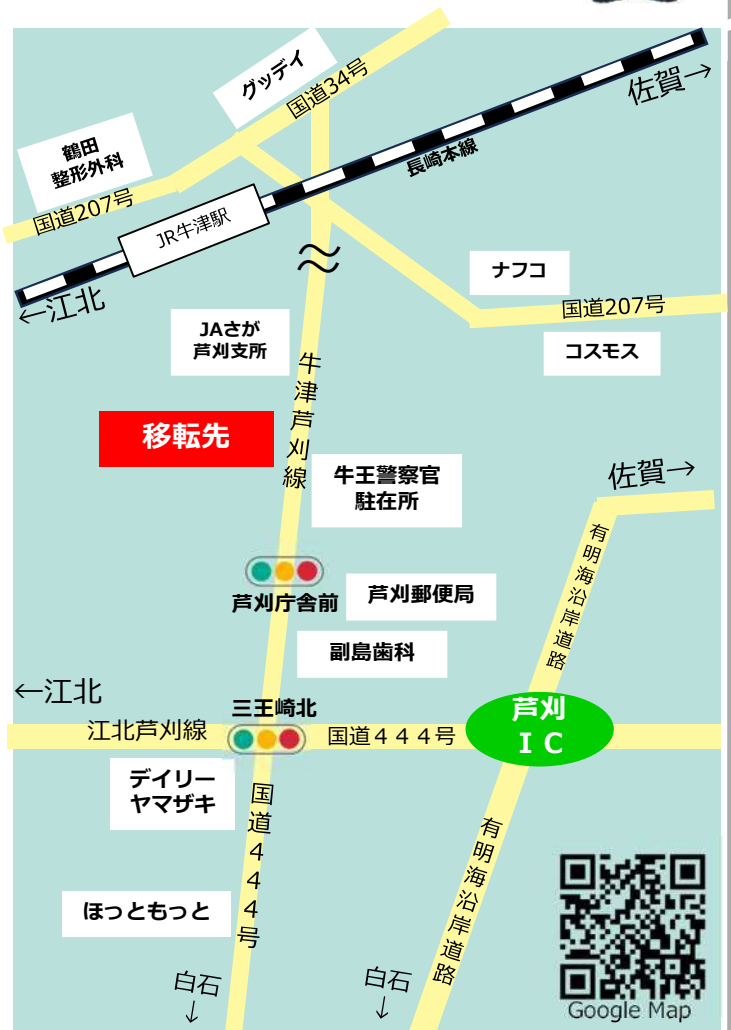 グッデイ
国道34号
佐賀→
鶴田
整形外科
長崎本線
国道207号
JR牛津駅
←江北
ナフコ
国道207号
JAさが
芦刈支所
コスモス
牛津芦刈線
移転先
牛王警察官
駐在所
佐賀→
有明海沿岸道路
芦刈庁舎前
芦刈郵便局
副島歯科
←江北
三王崎北
芦刈
ＩＣ
江北芦刈線
国道４４４号
デイリー
ヤマザキ
国道４４４号
有明海沿岸道路
ほっともっと
白石
↓
白石
↓
Google Map